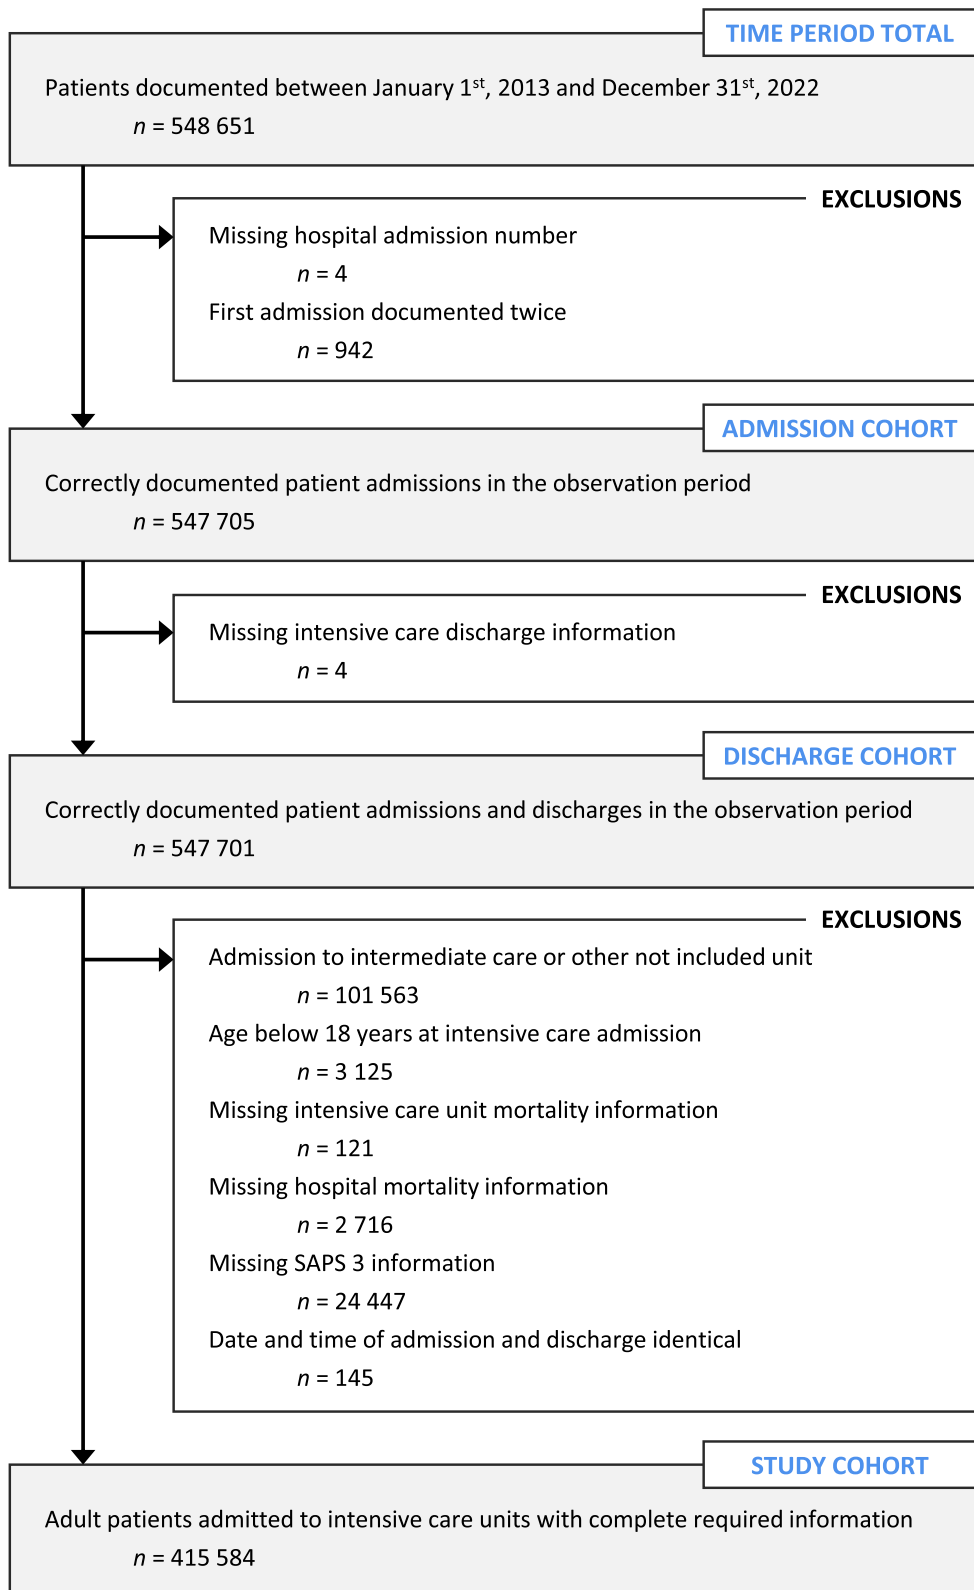 TIME PERIOD TOTAL
Patients documented between January 1st, 2013 and December 31st, 2022
n = 548 651
EXCLUSIONS
Missing hospital admission number
n = 4
First admission documented twice
n = 942
ADMISSION COHORT
Correctly documented patient admissions in the observation period
n = 547 705
EXCLUSIONS
Missing intensive care discharge information
n = 4
DISCHARGE COHORT
Correctly documented patient admissions and discharges in the observation period
n = 547 701
EXCLUSIONS
Admission to intermediate care or other not included unit
n = 101 563
Age below 18 years at intensive care admission
n = 3 125
Missing intensive care unit mortality information
n = 121
Missing hospital mortality information
n = 2 716
Missing SAPS 3 information
n = 24 447
Date and time of admission and discharge identical
n = 145
STUDY COHORT
Adult patients admitted to intensive care units with complete required information
n = 415 584